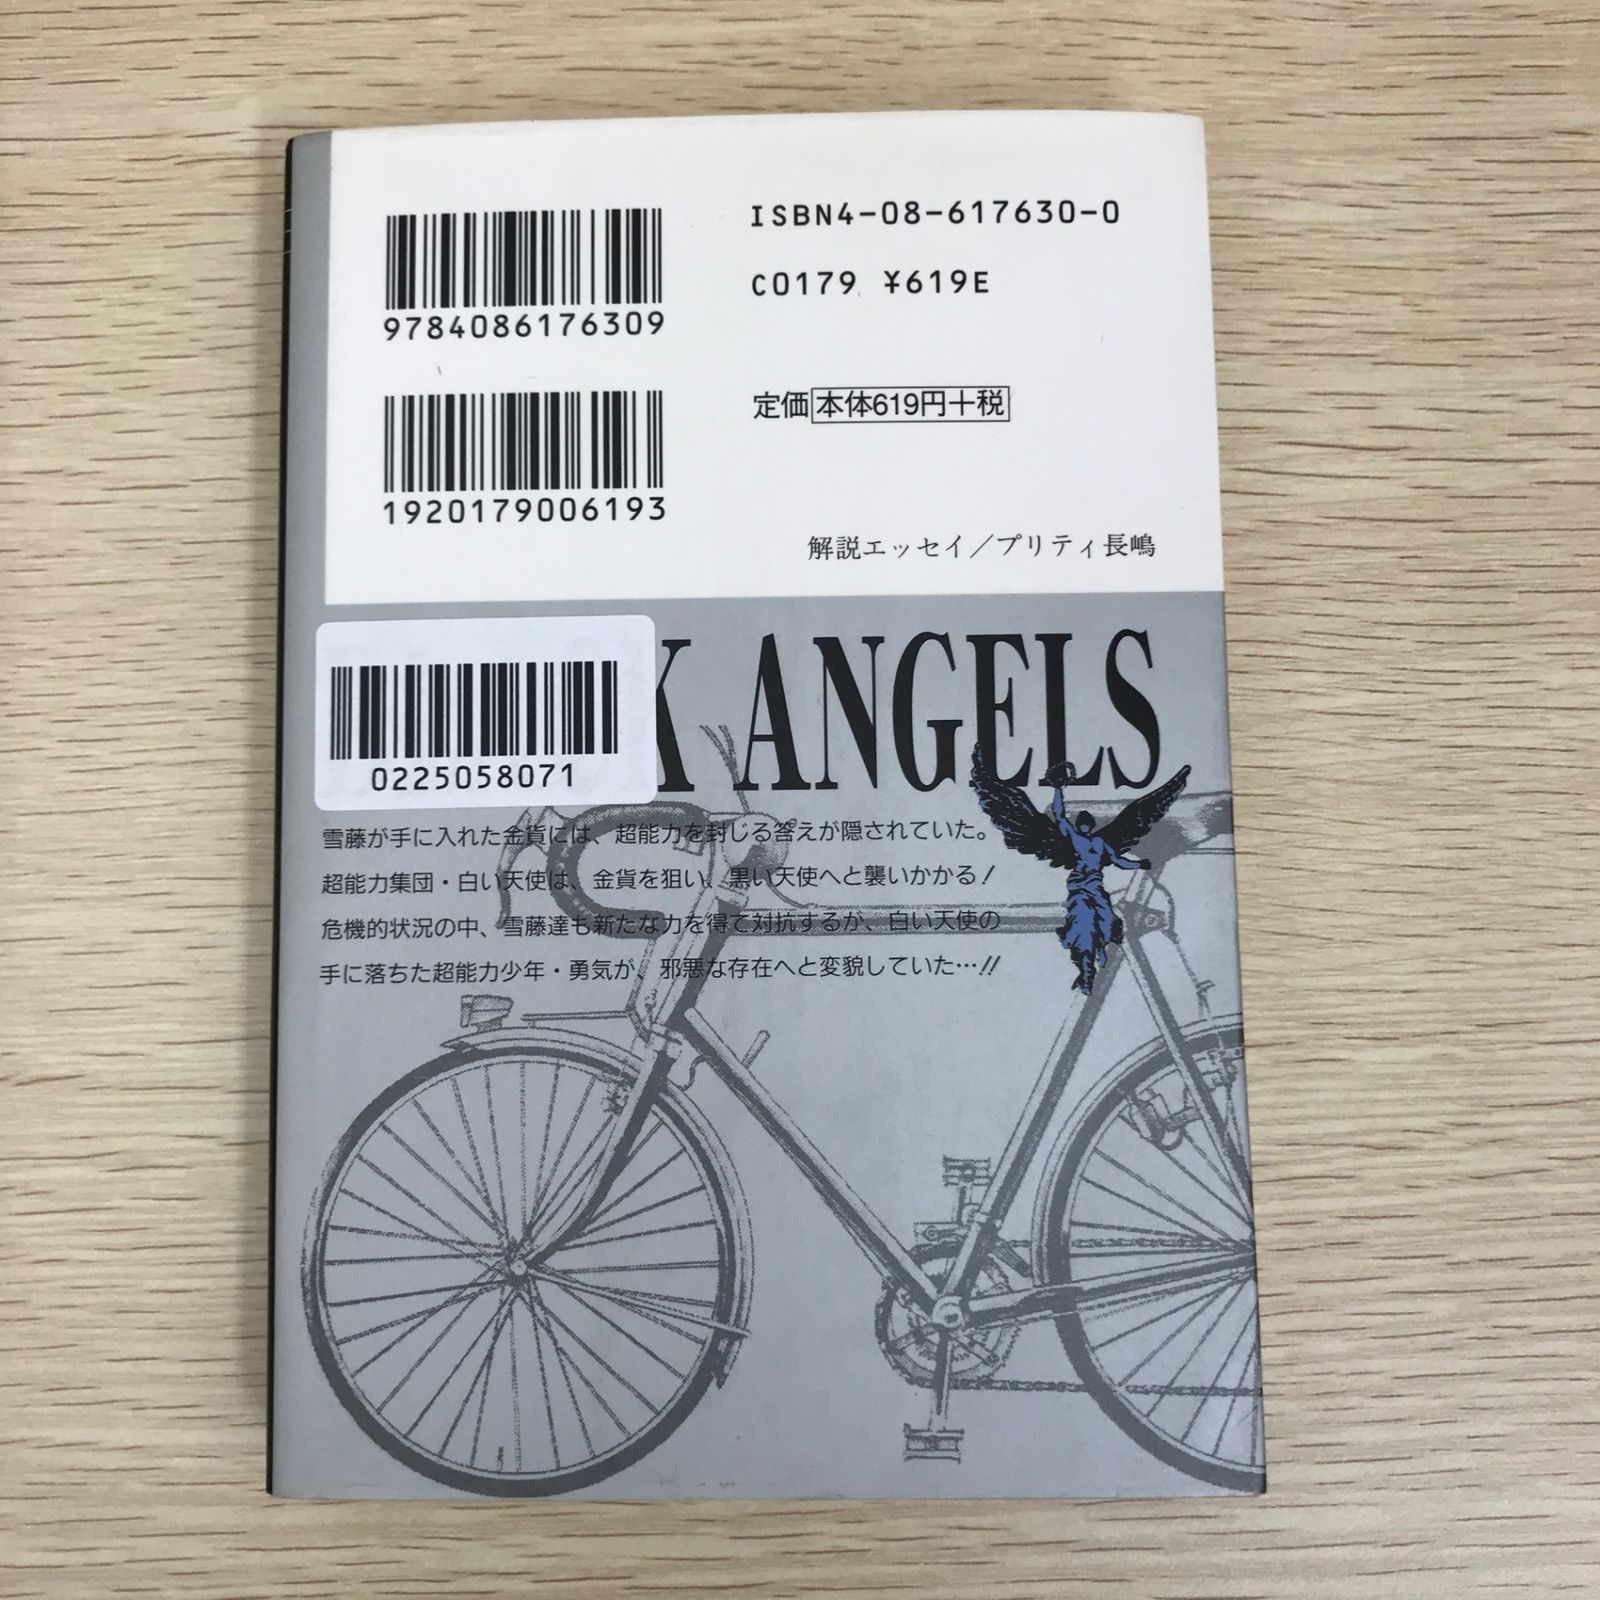 ISBN4-08-617630-0
C0179 ¥619E
9784086176309
定価本体619円+税
1920179006193
解説エッセイ/プリティ長嶋
K ANGELS
0225058071
雪藤が手に入れた金貨には、超能力を封じる答えが隠されていた。
超能力集団・白い天使は、金貨を狙い、黒い天使へと襲いかかる!
危機的状況の中、雪藤達も新たな力を得て対抗するが、白い天使の
手に落ちた超能力少年・勇気が、邪悪な存在へと変貌していた…!!